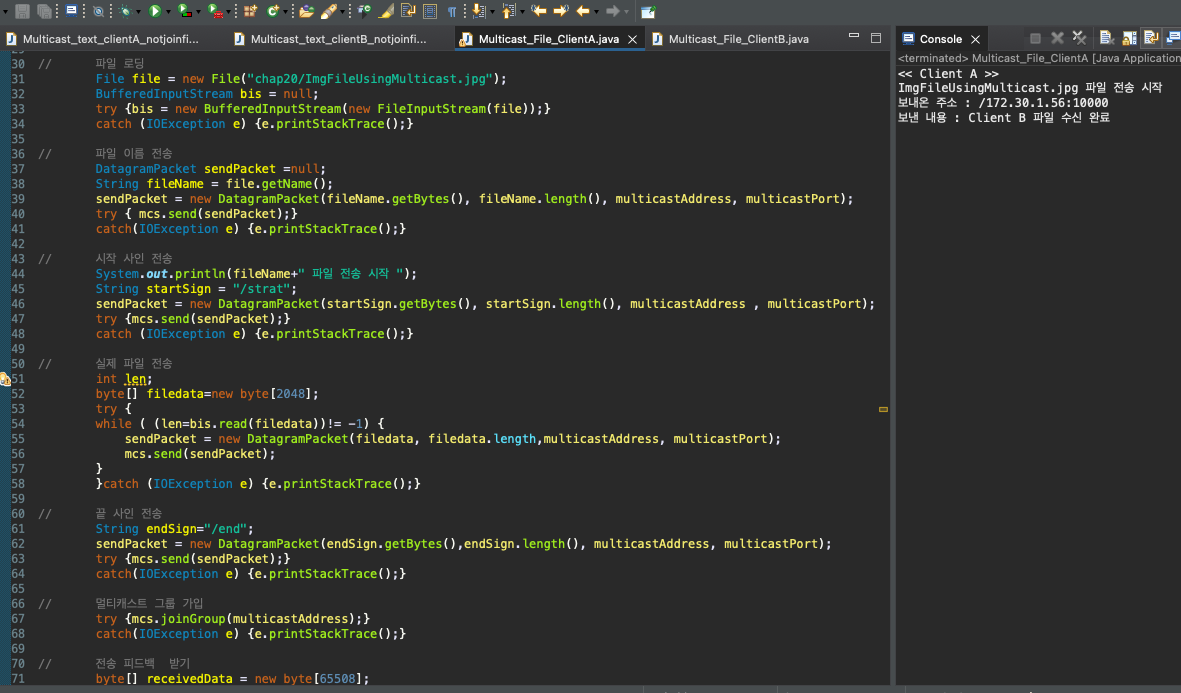 Multicast_text_clientA_notjoinfi...
Multicast_text_clientB_notjoinfi...
Multicast_File_ClientA.java
Multicast_File_ClientB.java
30 // 파일 로딩
31 File file = new File("chap20/ImgFileUsingMulticast.jpg");
32 BufferedInputStream bis = null;
33 try {bis = new BufferedInputStream(new FileInputStream(file));}
34 catch (IOException e) {e.printStackTrace();}
35
36 // 파일 이름 전송
37 DatagramPacket sendPacket =null;
38 String fileName = file.getName();
39 sendPacket = new DatagramPacket(fileName.getBytes(), fileName.length(), multicastAddress, multicastPort);
40 try { mcs.send(sendPacket);}
41 catch(IOException e) {e.printStackTrace();}
42
43 // 시작 사인 전송
44 System.out.println(fileName+" 파일 전송 시작 ");
45 String startSign = "/strat";
46 sendPacket = new DatagramPacket(startSign.getBytes(), startSign.length(), multicastAddress , multicastPort);
47 try {mcs.send(sendPacket);}
48 catch (IOException e) {e.printStackTrace();}
49
50 // 실제 파일 전송
51 int len;
52 byte[] filedata=new byte[2048];
53 try {
54 while ( (len=bis.read(filedata))!= -1) {
55 sendPacket = new DatagramPacket(filedata, filedata.length,multicastAddress, multicastPort);
56 mcs.send(sendPacket);
57 }
58 }catch (IOException e) {e.printStackTrace();}
59
60 // 끝 사인 전송
61 String endSign="/end";
62 sendPacket = new DatagramPacket(endSign.getBytes(),endSign.length(), multicastAddress, multicastPort);
63 try {mcs.send(sendPacket);}
64 catch(IOException e) {e.printStackTrace();}
65
66 // 멀티캐스트 그룹 가입
67 try {mcs.joinGroup(multicastAddress);}
68 catch(IOException e) {e.printStackTrace();}
69
70 // 전송 피드백 받기
71 byte[] receivedData = new byte[65508];
Console
<terminated> Multicast_File_ClientA [Java Application
<< Client A >>
ImgFileUsingMulticast.jpg 파일 전송 시작
보내온 주소 : /172.30.1.56:10000
보낸 내용 : Client B 파일 수신 완료